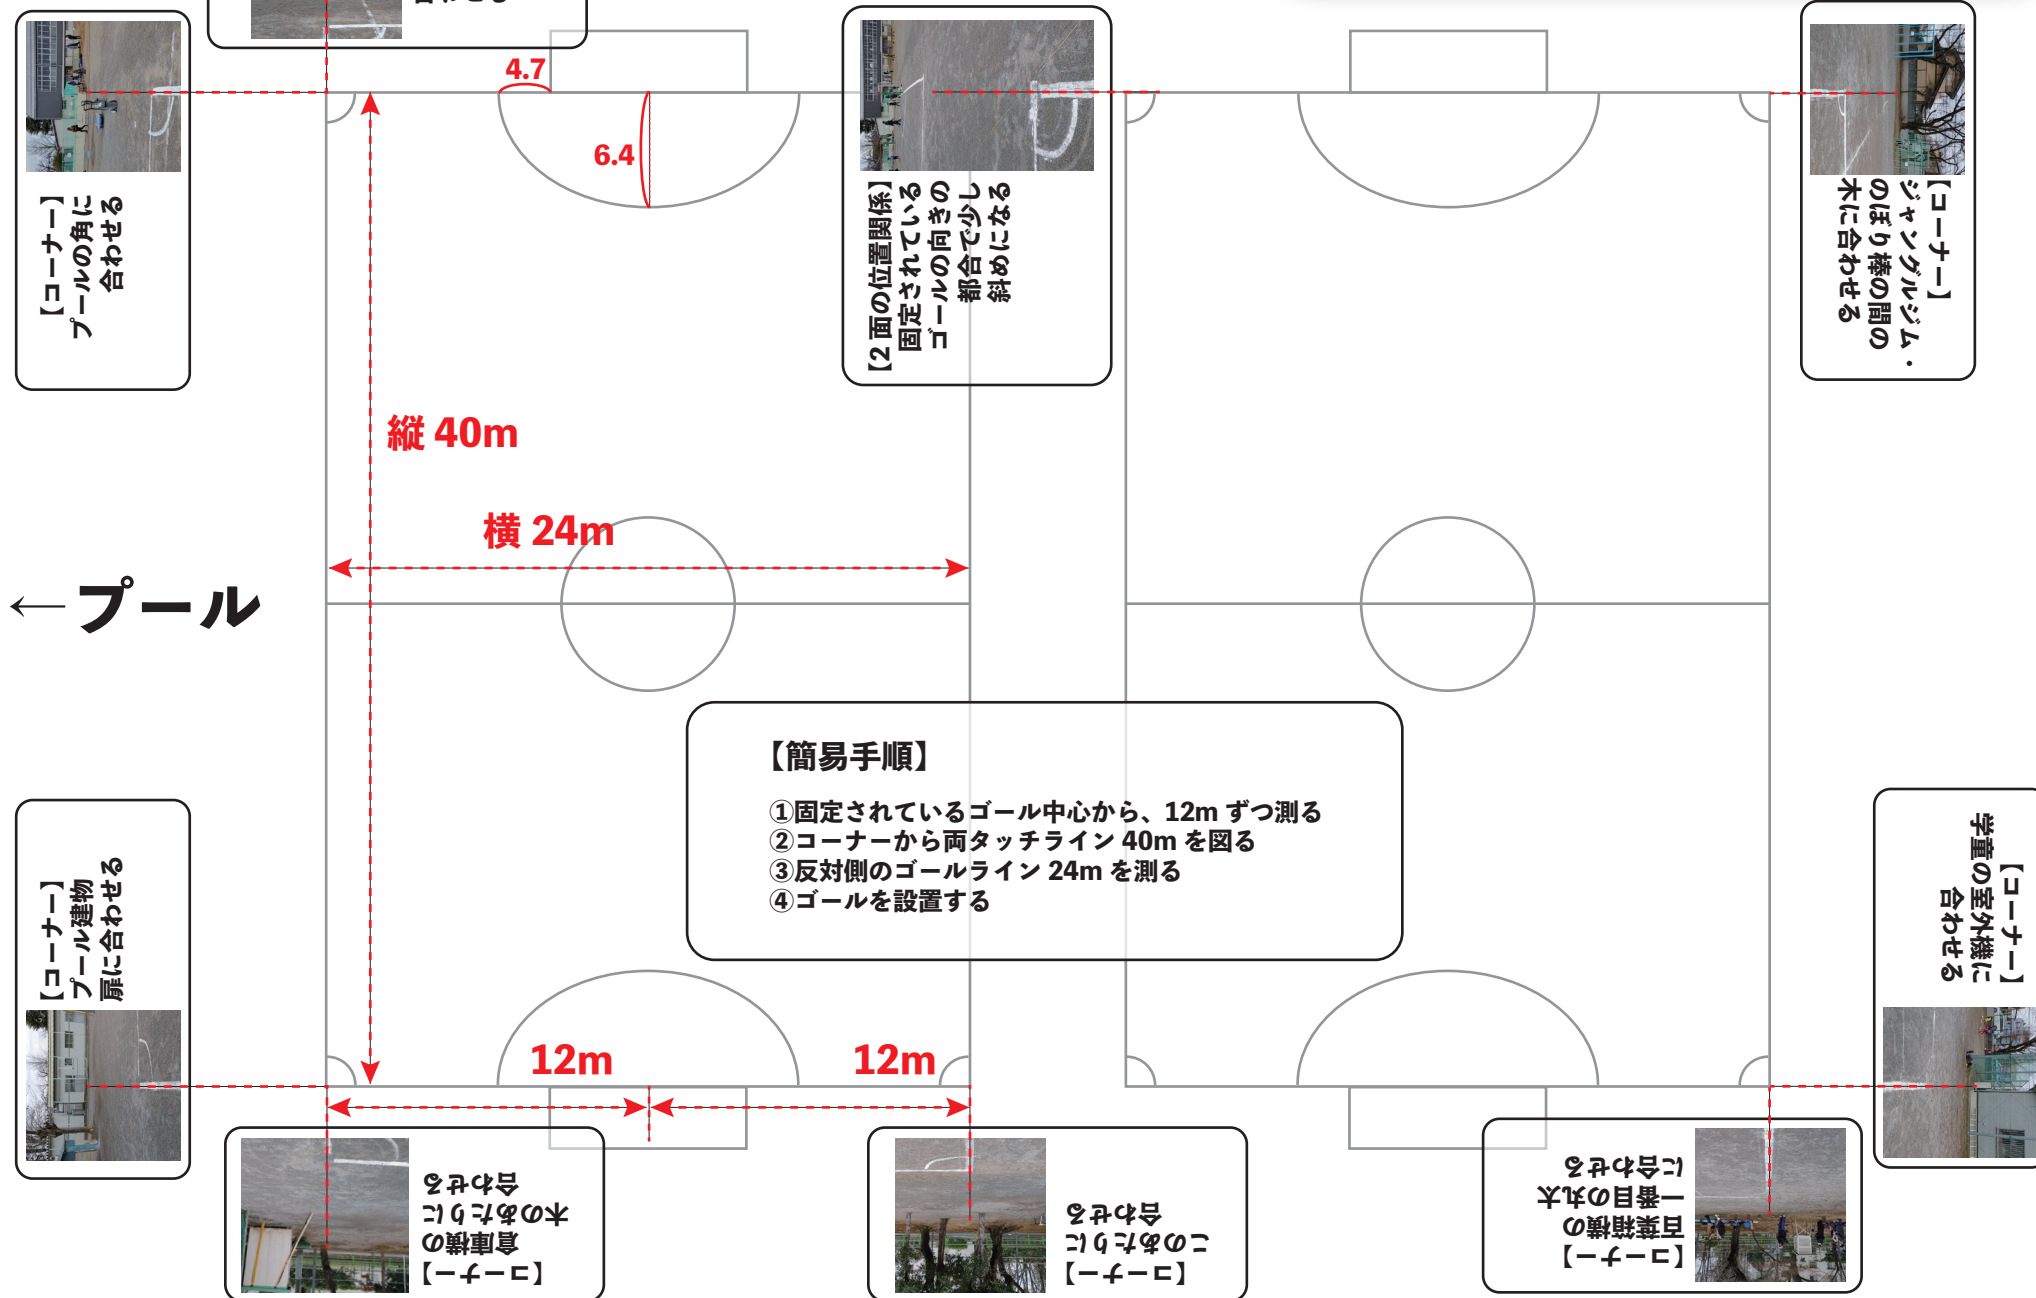 合わせる
4.7
6.4
【コーナー】
プールの角に
合わせる
【2 面の位置関係】
固定されている
ゴールの向きの
都合で少し
斜めになる
【コーナー】
ジャングルジム・
のぼり棒の間の
木に合わせる
縦 40m
横 24m
←プール
【簡易手順】
①固定されているゴール中心から、12m ずつ測る
②コーナーから両タッチライン 40m を図る
③反対側のゴールライン 24m を測る
④ゴールを設置する
【コーナー】
プール建物
扉に合わせる
【コーナー】
学童の室外機に
合わせる
12m
12m
【コーナー】
倉庫横の
木のあたりに
合わせる
【コーナー】
このあたりに
合わせる
【コーナー】
百葉箱横の
一番目の丸太
に合わせる